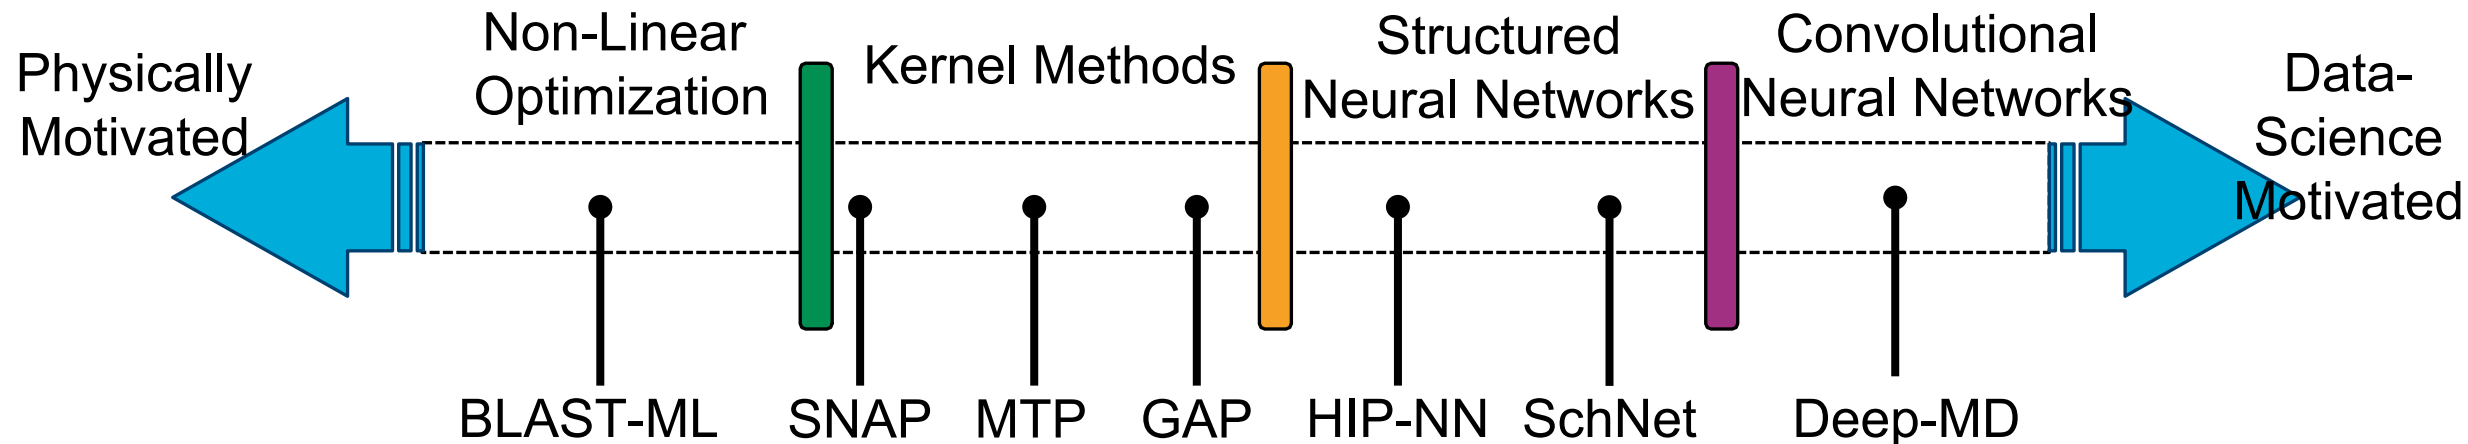 Physically
Motivated
Non-Linear
Optimization
Kernel Methods
Structured
Neural Networks
Convolutional
Neural Networks
Data-
Science
Motivated
BLAST-ML
SNAP
MTP
GAP
HIP-NN
SchNet
Deep-MD